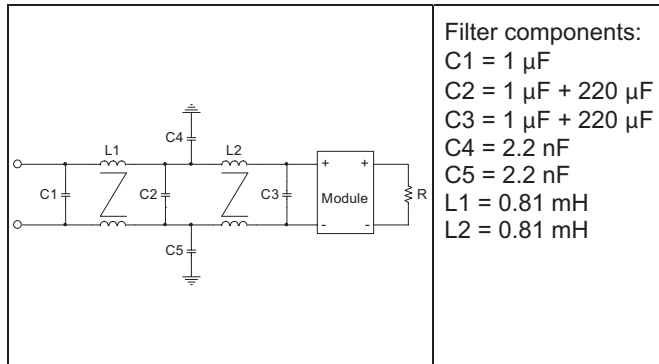 C4
L1
L2
C1
C2
C3
+
+
Module
-
-
R
C5
Filter components:
C1 = 1 µF
C2 = 1 µF + 220 µF
C3 = 1 µF + 220 µF
C4 = 2.2 nF
C5 = 2.2 nF
L1 = 0.81 mH
L2 = 0.81 mH